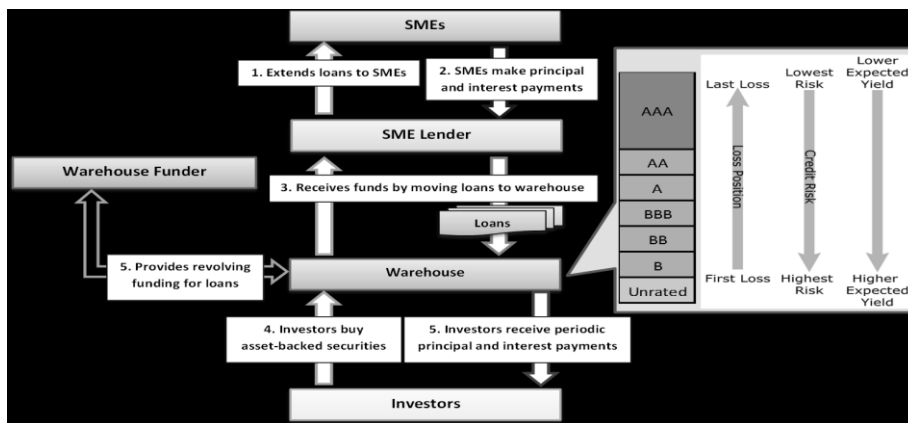 SMEs
1. Extends loans to SMEs
2. SMEs make principal
and interest payments
SME Lender
Warehouse Funder
3. Receives funds by moving loans to warehouse
Loans
5. Provides revolving
funding for loans
Warehouse
4. Investors buy
asset-backed securities
5. Investors receive periodic
principal and interest payments
Investors
AAA
AA
A
BBB
BB
B
Unrated
Last Loss
Loss Position
First Loss
Lowest
Risk
Credit Risk
Highest
Risk
Lower
Expected
Yield
Higher
Expected
Yield